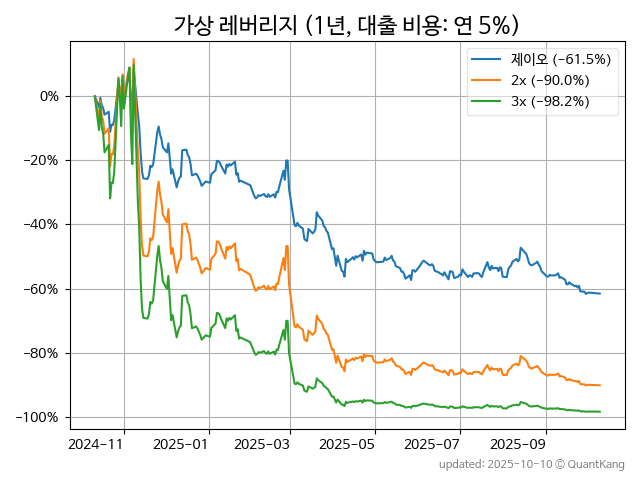 가상 레버리지 (1년, 대출 비용: 연 5%)
제이오 (−61.5%)
2x (−90.0%)
3x (−98.2%)
0%
−20%
−40%
−60%
−80%
−100%
2024-11
2025-01
2025-03
2025-05
2025-07
2025-09
updated: 2025-10-10 © QuantKang